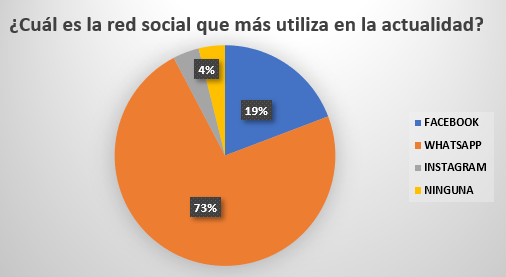 ¿Cuál es la red social que más utiliza en la actualidad?
4%
19%
73%
FACEBOOK
WHATSAPP
INSTAGRAM
NINGUNA